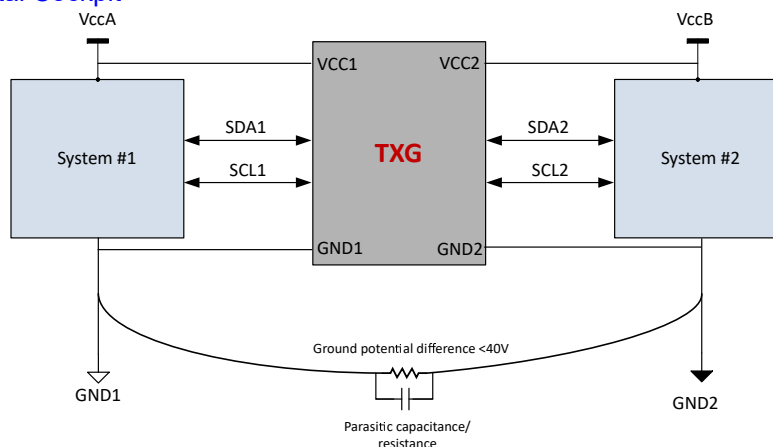 VccA
VccB
VCC1
VCC2
System #1
SDA1
SCL1
TXG
SDA2
SCL2
System #2
GND1
GND2
Ground potential difference <40V
GND1
GND2
Parasitic capacitance/
resistance